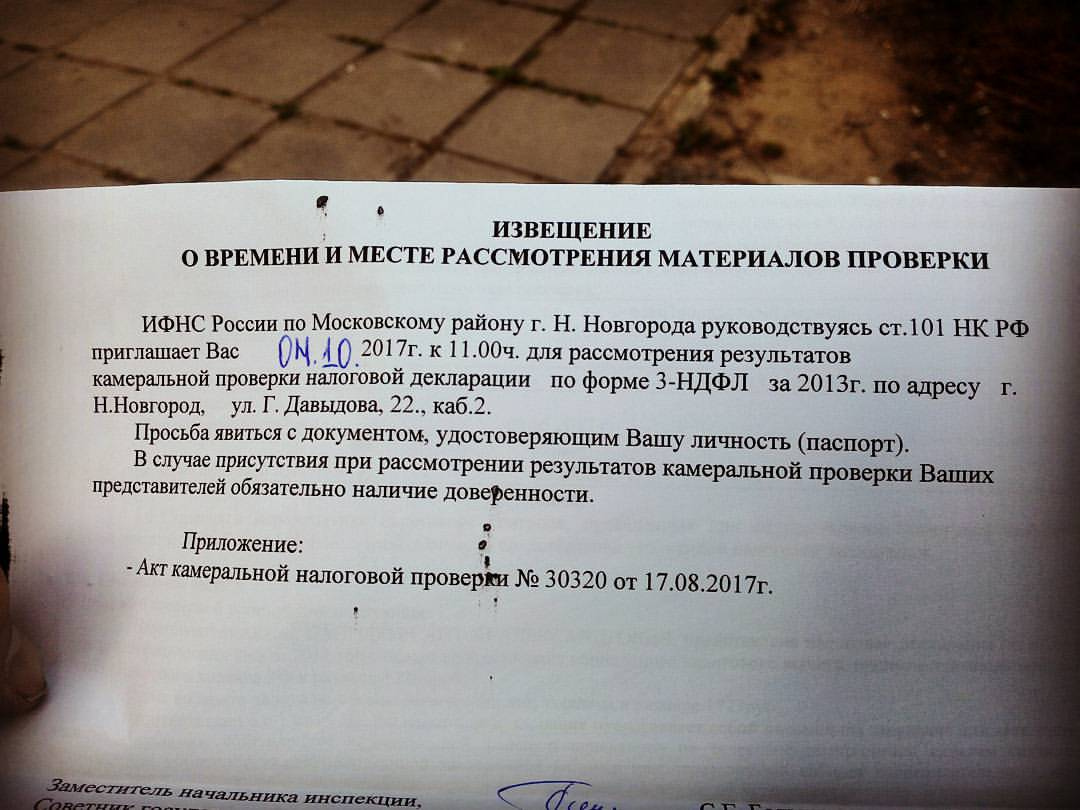 ИЗВЕЩЕНИЕ
О ВРЕМЕНИ И МЕСТЕ РАССМОТРЕНИЯ МАТЕРИАЛОВ ПРОВЕРКИ
ИФНС России по Московскому району г. Н. Новгорода руководствуясь ст.101 НК РФ
приглашает Вас 04.10. 2017г. к 11.00ч. для рассмотрения результатов
камеральной проверки налоговой декларации по форме 3-НДФЛ за 2013г. по адресу г.
Н.Новгород, ул. Г. Давыдова, 22., каб.2.
Просьба явиться с документом, удостоверяющим Вашу личность (паспорт).
В случае присутствия при рассмотрении результатов камеральной проверки Ваших
представителей обязательно наличие доверенности.
Приложение:
- Акт камеральной налоговой проверки № 30320 от 17.08.2017г.
Заместитель начальника инспекции,
Советник